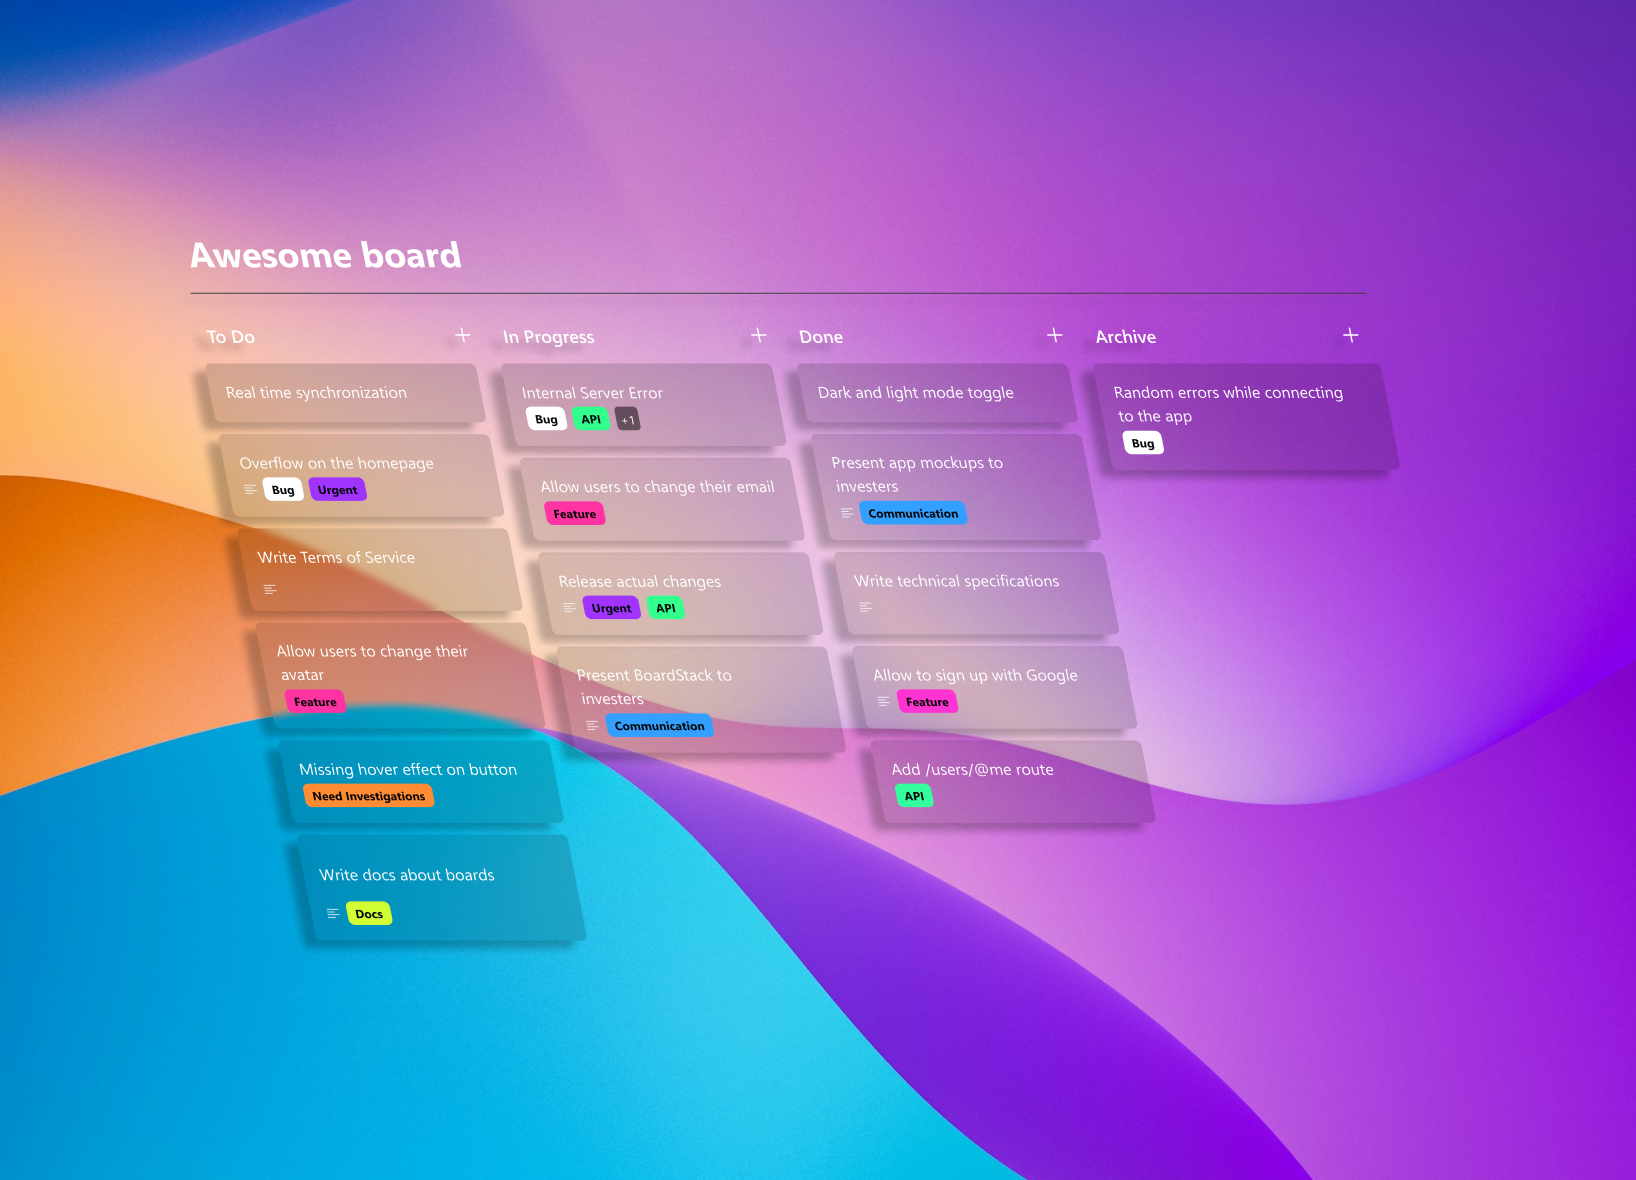 Awesome board
To Do
Real time synchronization
Overflow on the homepage
Bug Urgent
Write Terms of Service
Allow users to change their
avatar
Feature
Missing hover effect on button
Need Investigations
Write docs about boards
Docs
In Progress
Internal Server Error
Bug API +1
Allow users to change their email
Feature
Release actual changes
Urgent API
Present BoardStack to
investers
Communication
Done
Dark and light mode toggle
Present app mockups to
investers
Communication
Write technical specifications
Allow to sign up with Google
Feature
Add /users/@me route
API
Archive
Random errors while connecting
to the app
Bug